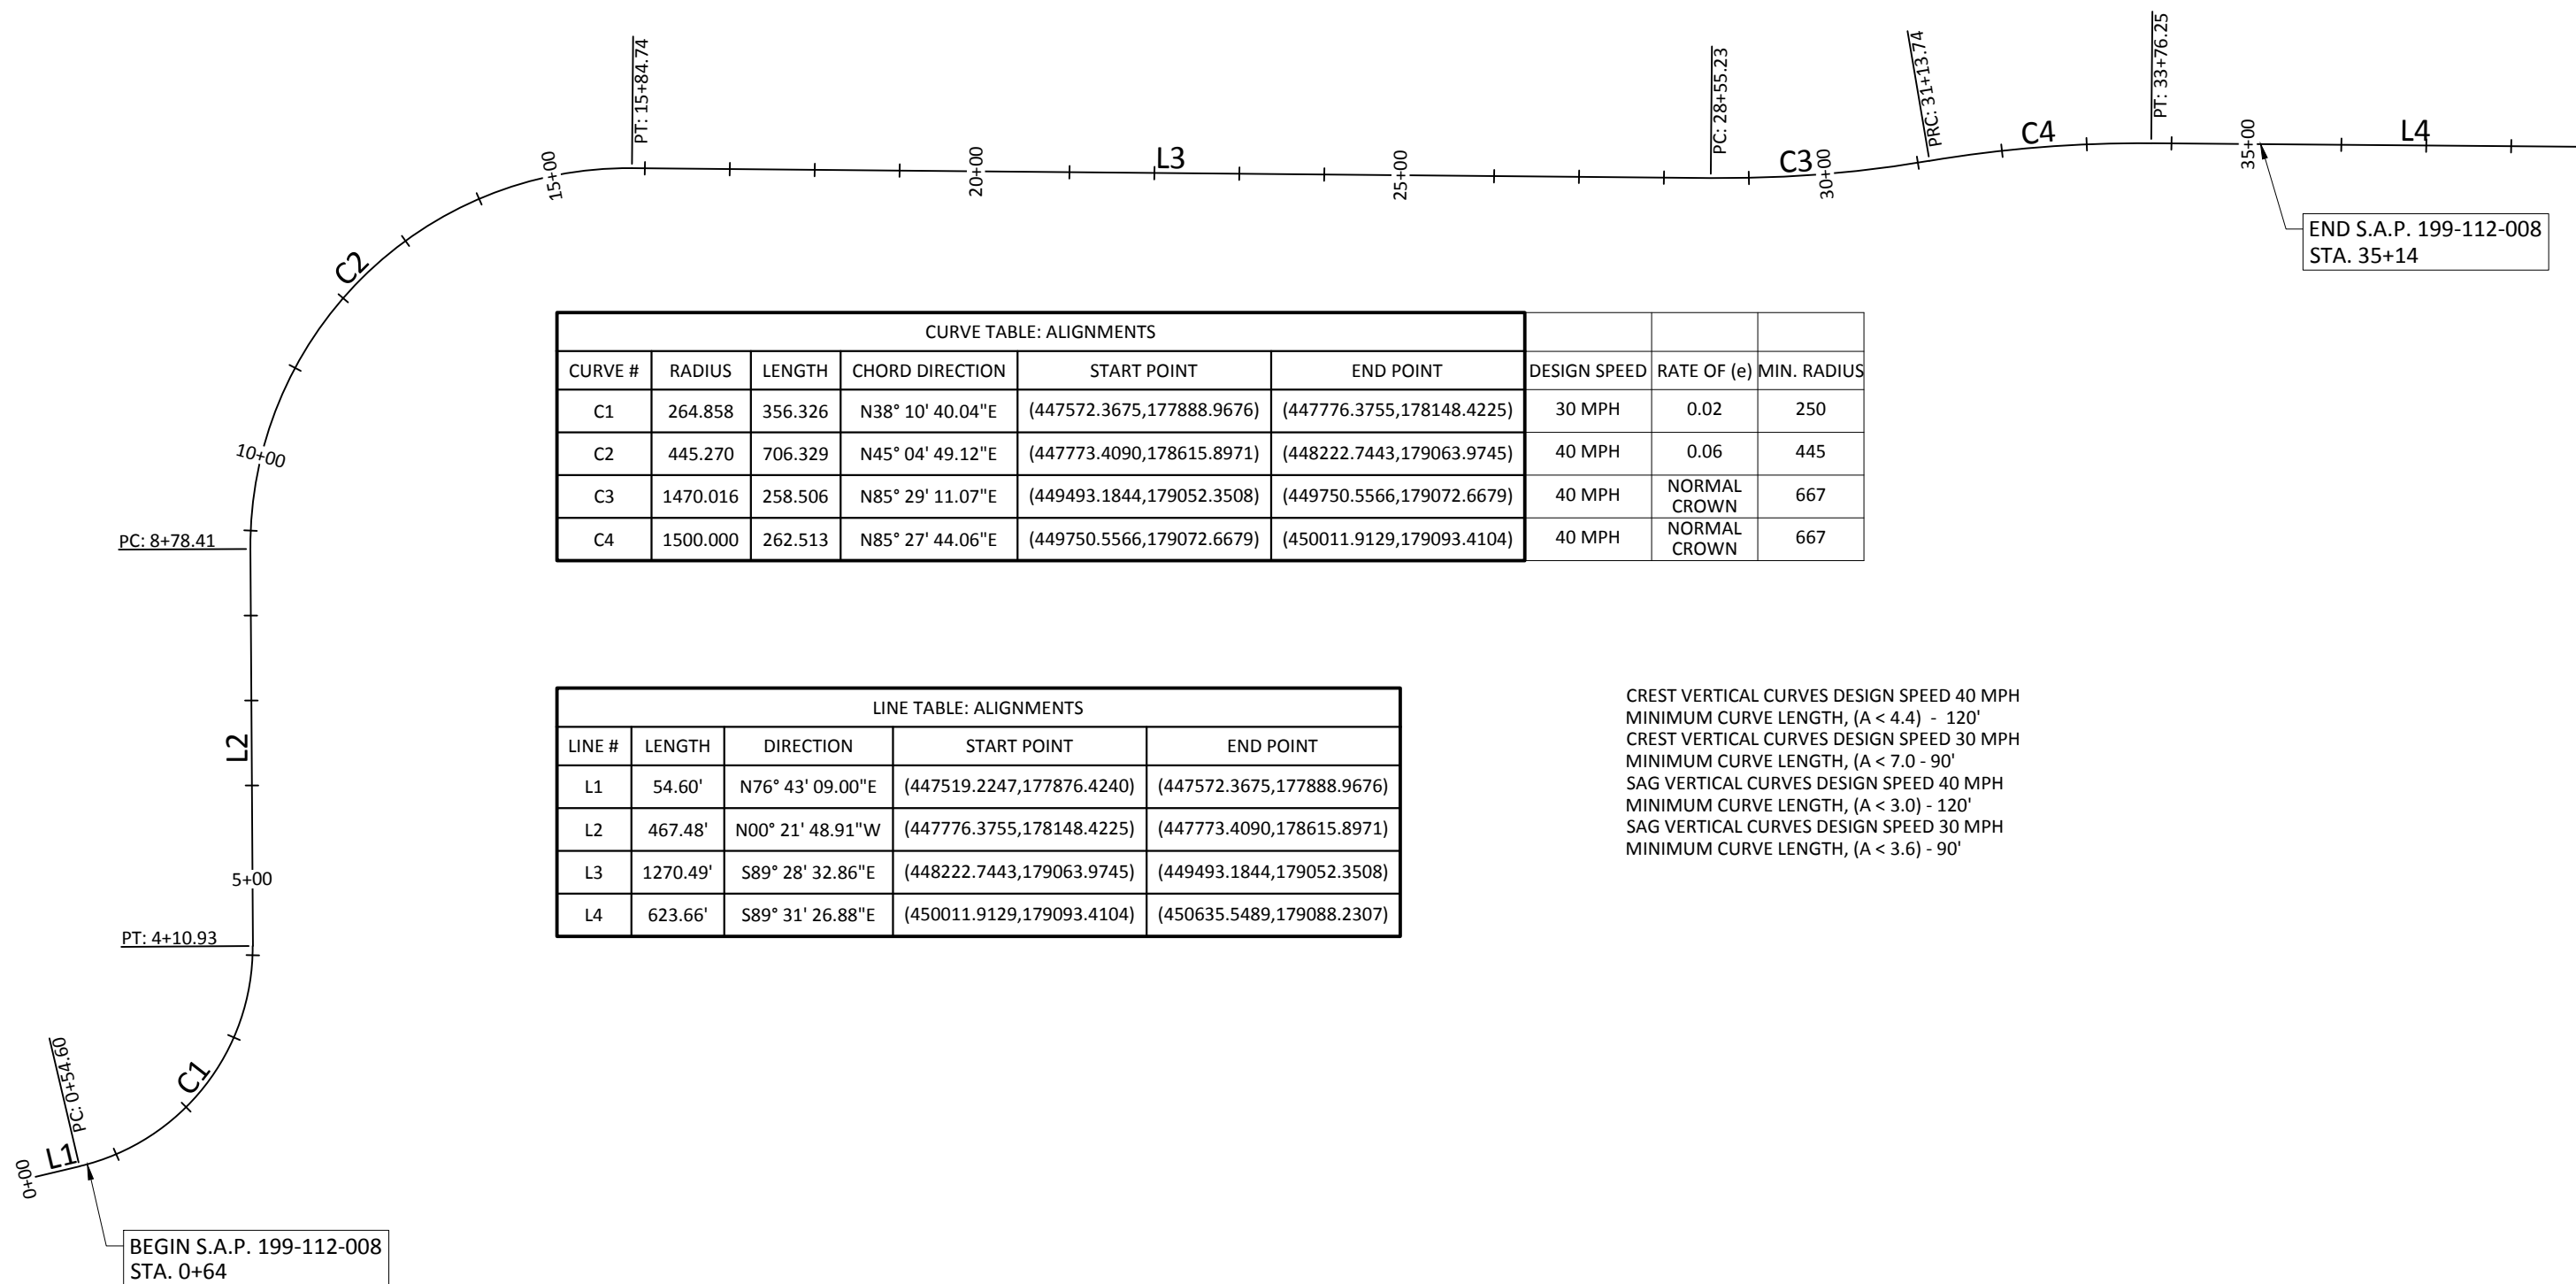 PT: 15+84.74
PC: 28+55.23
PRC: 31+13.74
PT: 33+76.25
15+00
20+00
L3
25+00
C3
30+00
C4
35+00
L4
END S.A.P. 199-112-008
STA. 35+14
C2
10+00
PC: 8+78.41
L2
5+00
PT: 4+10.93
C1
PC: 0+54.60
L1
0+00
BEGIN S.A.P. 199-112-008
STA. 0+64
CURVE TABLE: ALIGNMENTS
CURVE # RADIUS LENGTH CHORD DIRECTION START POINT END POINT DESIGN SPEED RATE OF (e) MIN. RADIUS
C1 264.858 356.326 N38° 10' 40.04"E (447572.3675,177888.9676) (447776.3755,178148.4225) 30 MPH 0.02 250
C2 445.270 706.329 N45° 04' 49.12"E (447773.4090,178615.8971) (448222.7443,179063.9745) 40 MPH 0.06 445
C3 1470.016 258.506 N85° 29' 11.07"E (449493.1844,179052.3508) (449750.5566,179072.6679) 40 MPH NORMAL CROWN 667
C4 1500.000 262.513 N85° 27' 44.06"E (449750.5566,179072.6679) (450011.9129,179093.4104) 40 MPH NORMAL CROWN 667
LINE TABLE: ALIGNMENTS
LINE # LENGTH DIRECTION START POINT END POINT
L1 54.60' N76° 43' 09.00"E (447519.2247,177876.4240) (447572.3675,177888.9676)
L2 467.48' N00° 21' 48.91"W (447776.3755,178148.4225) (447773.4090,178615.8971)
L3 1270.49' S89° 28' 32.86"E (448222.7443,179063.9745) (449493.1844,179052.3508)
L4 623.66' S89° 31' 26.88"E (450011.9129,179093.4104) (450635.5489,179088.2307)
CREST VERTICAL CURVES DESIGN SPEED 40 MPH
MINIMUM CURVE LENGTH, (A < 4.4) - 120'
CREST VERTICAL CURVES DESIGN SPEED 30 MPH
MINIMUM CURVE LENGTH, (A < 7.0 - 90'
SAG VERTICAL CURVES DESIGN SPEED 40 MPH
MINIMUM CURVE LENGTH, (A < 3.0) - 120'
SAG VERTICAL CURVES DESIGN SPEED 30 MPH
MINIMUM CURVE LENGTH, (A < 3.6) - 90'